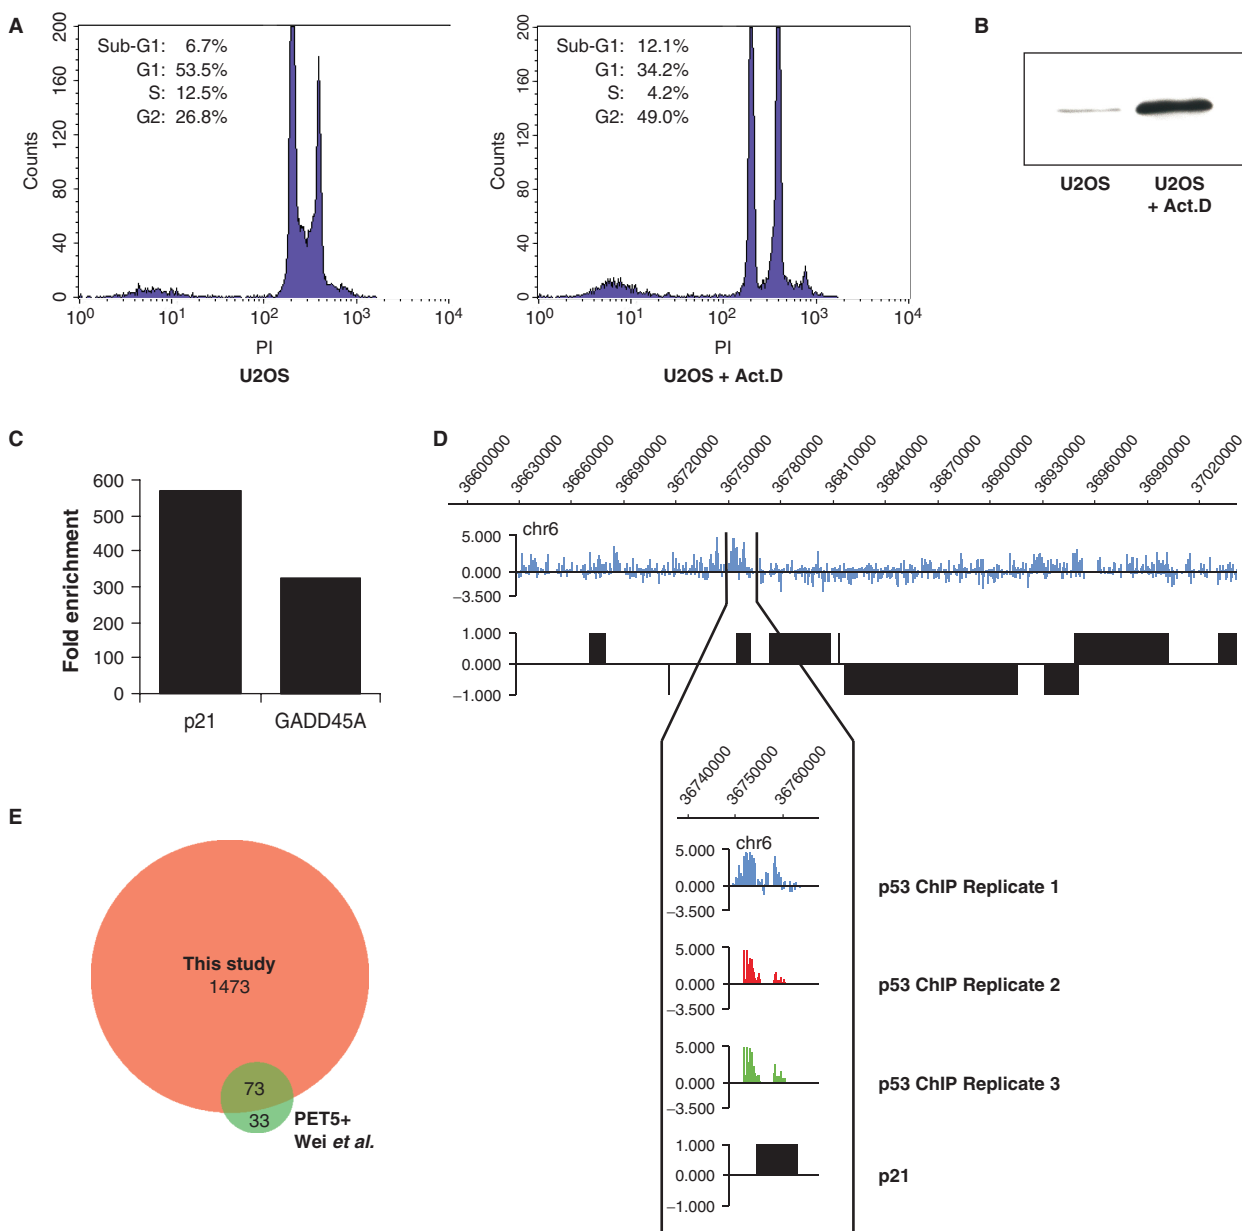 A
200
160
120
80
40
0
Counts
Sub-G1: 6.7%
G1: 53.5%
S: 12.5%
G2: 26.8%
10^0 10^1 10^2 10^3 10^4
PI
U2OS
200
160
120
80
40
0
Counts
Sub-G1: 12.1%
G1: 34.2%
S: 4.2%
G2: 49.0%
10^0 10^1 10^2 10^3 10^4
PI
U2OS + Act.D
B
U2OS
U2OS
+ Act.D
C
600
500
400
300
200
100
0
Fold enrichment
p21 GADD45A
D
36600000 36630000 36660000 36690000 36720000 36750000 36780000 36810000 36840000 36870000 36900000 36930000 36960000 36990000 37020000
chr6
5.000
0.000
−3.500
1.000
0.000
−1.000
36740000 36750000 36760000
chr6
5.000
0.000
−3.500
p53 ChIP Replicate 1
5.000
0.000
−3.500
p53 ChIP Replicate 2
5.000
0.000
−3.500
p53 ChIP Replicate 3
1.000
0.000
−1.000
p21
E
This study
1473
73
33
PET5+
Wei et al.